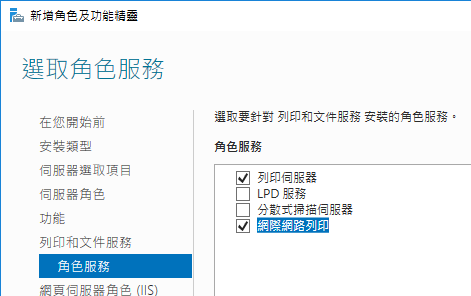 新增角色及功能精靈
選取角色服務
在您開始前
安裝類型
伺服器選取項目
伺服器角色
功能
列印和文件服務
角色服務
網頁伺服器角色 (IIS)
選取要針對 列印和文件服務 安裝的角色服務。
角色服務
列印伺服器
LPD 服務
分散式掃描伺服器
網際網路列印